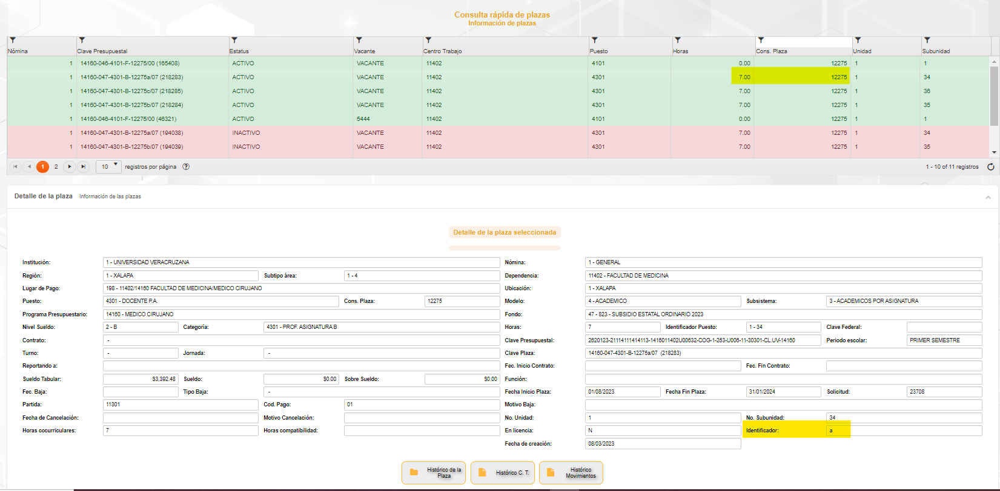 Consulta rápida de plazas
Información de plazas
Nómina Clave Presupuestal Estatus Vacante Centro Trabajo Puesto Horas Cons. Plaza Unidad Subunidad
1 14160-046-4101-F-12275/00 (165408) ACTIVO VACANTE 11402 4101 0.00 12275 1 1
1 14160-047-4301-B-12275a/07 (218283) ACTIVO VACANTE 11402 4301 7.00 12275 1 34
1 14160-047-4301-B-12275c/07 (218285) ACTIVO VACANTE 11402 4301 7.00 12275 1 36
1 14160-047-4301-B-12275b/07 (218284) ACTIVO VACANTE 11402 4301 7.00 12275 1 35
1 14160-046-4101-F-12275/00 (46321) ACTIVO 5444 11402 4101 0.00 12275 1 1
1 14160-047-4301-B-12275a/07 (194038) INACTIVO VACANTE 11402 4301 7.00 12275 1 34
1 14160-047-4301-B-12275b/07 (194039) INACTIVO VACANTE 11402 4301 7.00 12275 1 35
1 2 10 registros por página 1 - 10 of 11 registros
Detalle de la plaza Información de las plazas
Detalle de la plaza seleccionada
Institución: 1 - UNIVERSIDAD VERACRUZANA Nómina: 1 - GENERAL
Región: 1 - XALAPA Subtipo área: 1 - 4 Dependencia: 11402 - FACULTAD DE MEDICINA
Lugar de Pago: 198 - 11402/14160 FACULTAD DE MEDICINA/MEDICO CIRUJANO Ubicación: 1 - XALAPA
Puesto: 4301 - DOCENTE P.A. Cons. Plaza: 12275 Modelo: 4 - ACADEMICO Subsistema: 3 - ACADEMICOS POR ASIGNATURA
Programa Presupuestario: 14160 - MEDICO CIRUJANO Fondo: 47 - 823 - SUBSIDIO ESTATAL ORDINARIO 2023
Nivel Sueldo: 2 - B Categoría: 4301 - PROF. ASIGNATURA B Horas: 7 Identificador Puesto: 1 - 34 Clave Federal:
Contrato: - Clave Presupuestal: 2620123-21114111414113-1416011402U00632-COG-1-253-U006-11-30301-CL.UV-14160 Periodo escolar: PRIMER SEMESTRE
Turno: - Jornada: - Clave Plaza: 14160-047-4301-B-12275a/07 (218283)
Reportando a: Fec. Inicio Contrato: Fec. Fin Contrato:
Sueldo Tabular: $3,392.48 Sueldo: $0.00 Sobre Sueldo: $0.00 Función:
Fec. Baja: Tipo Baja: - Fecha Inicio Plaza: 01/08/2023 Fecha Fin Plaza: 31/01/2024 Solicitud: 23708
Partida: 11301 Cod. Pago: 01 Motivo Baja:
Fecha de Cancelación: Motivo Cancelación: No. Unidad: 1 No. Subunidad: 34
Horas cocurriculares: 7 Horas compatibilidad: En licencia: N Identificador: a
Fecha de creación: 08/03/2023
Histórico de la Plaza Histórico C. T. Histórico Movimientos